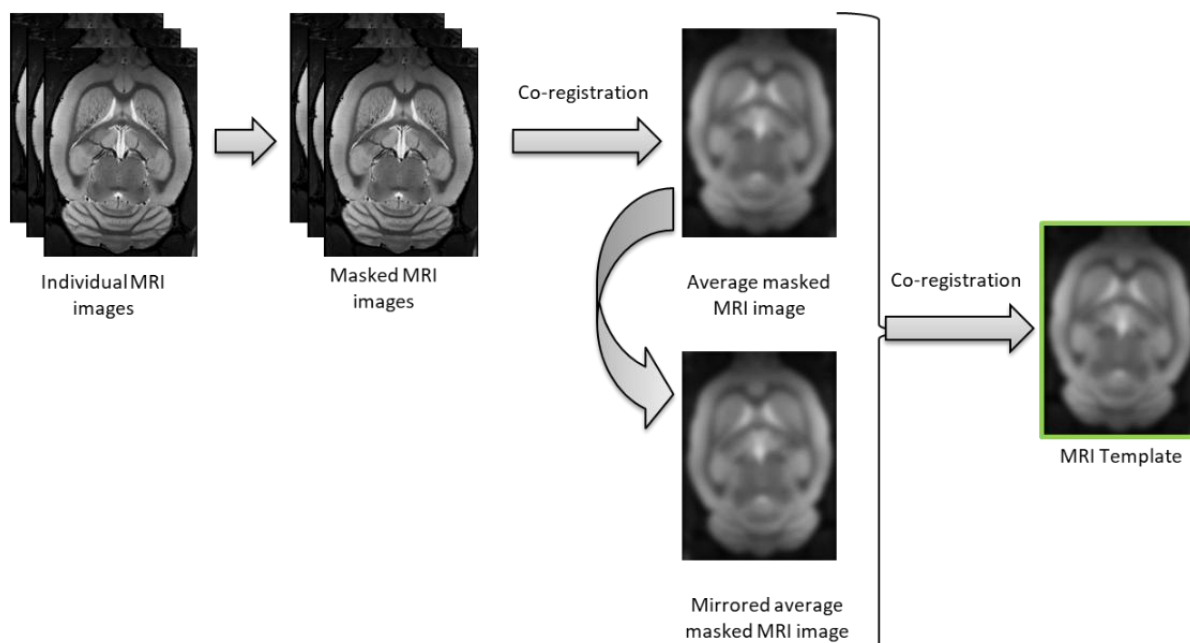 Individual MRI
images
Masked MRI
images
Co-registration
Average masked
MRI image
Mirrored average
masked MRI image
Co-registration
MRI Template